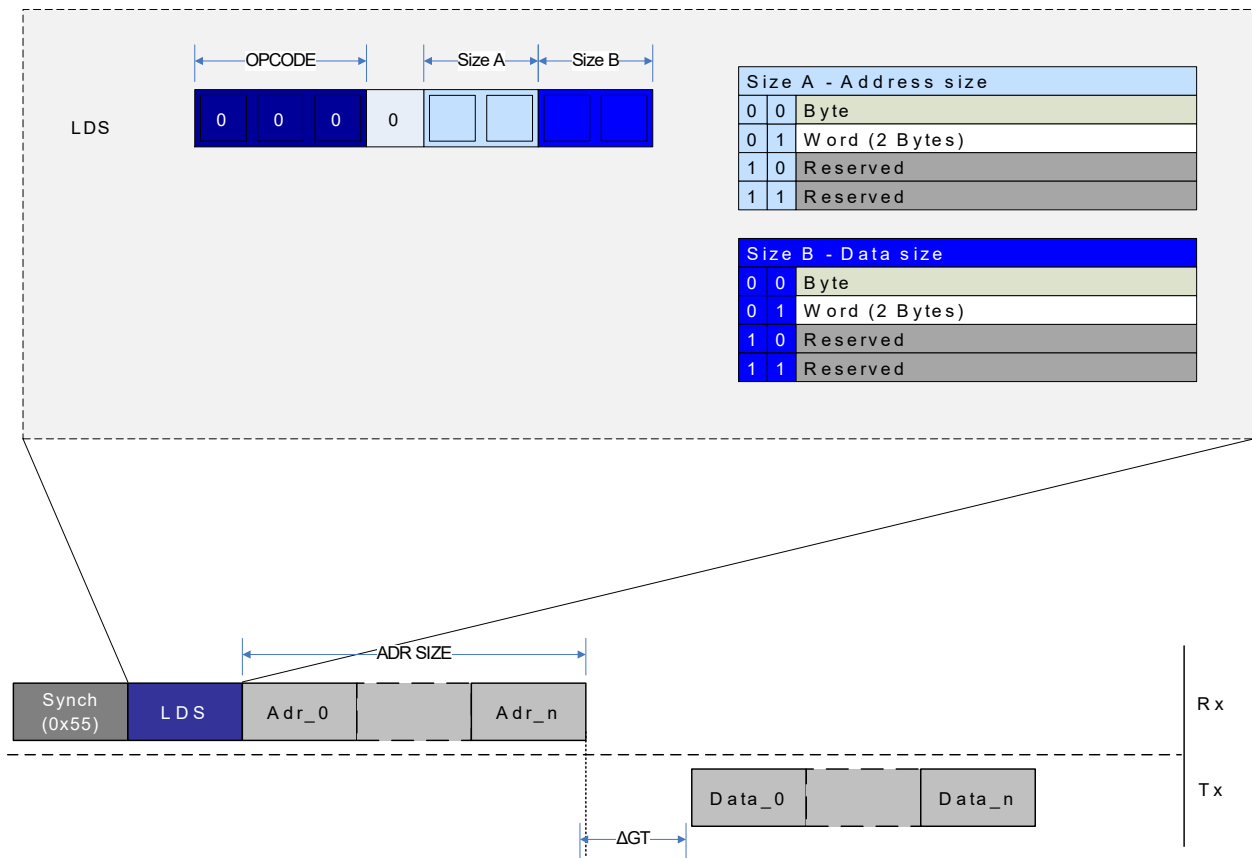 OPCODE Size A Size B
LDS 0 0 0 0
Size A - Address size
0 0 Byte
0 1 Word (2 Bytes)
1 0 Reserved
1 1 Reserved
Size B - Data size
0 0 Byte
0 1 Word (2 Bytes)
1 0 Reserved
1 1 Reserved
ADR SIZE
Synch
(0x55)
LDS Adr_0 Adr_n Rx
Data_0 Data_n Tx
ΔGT